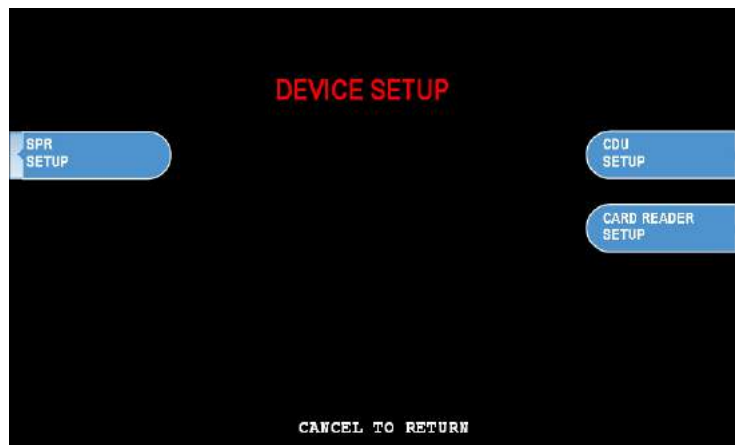 DEVICE SETUP
SPR
SETUP
CDU
SETUP
CARD READER
SETUP
CANCEL TO RETURN